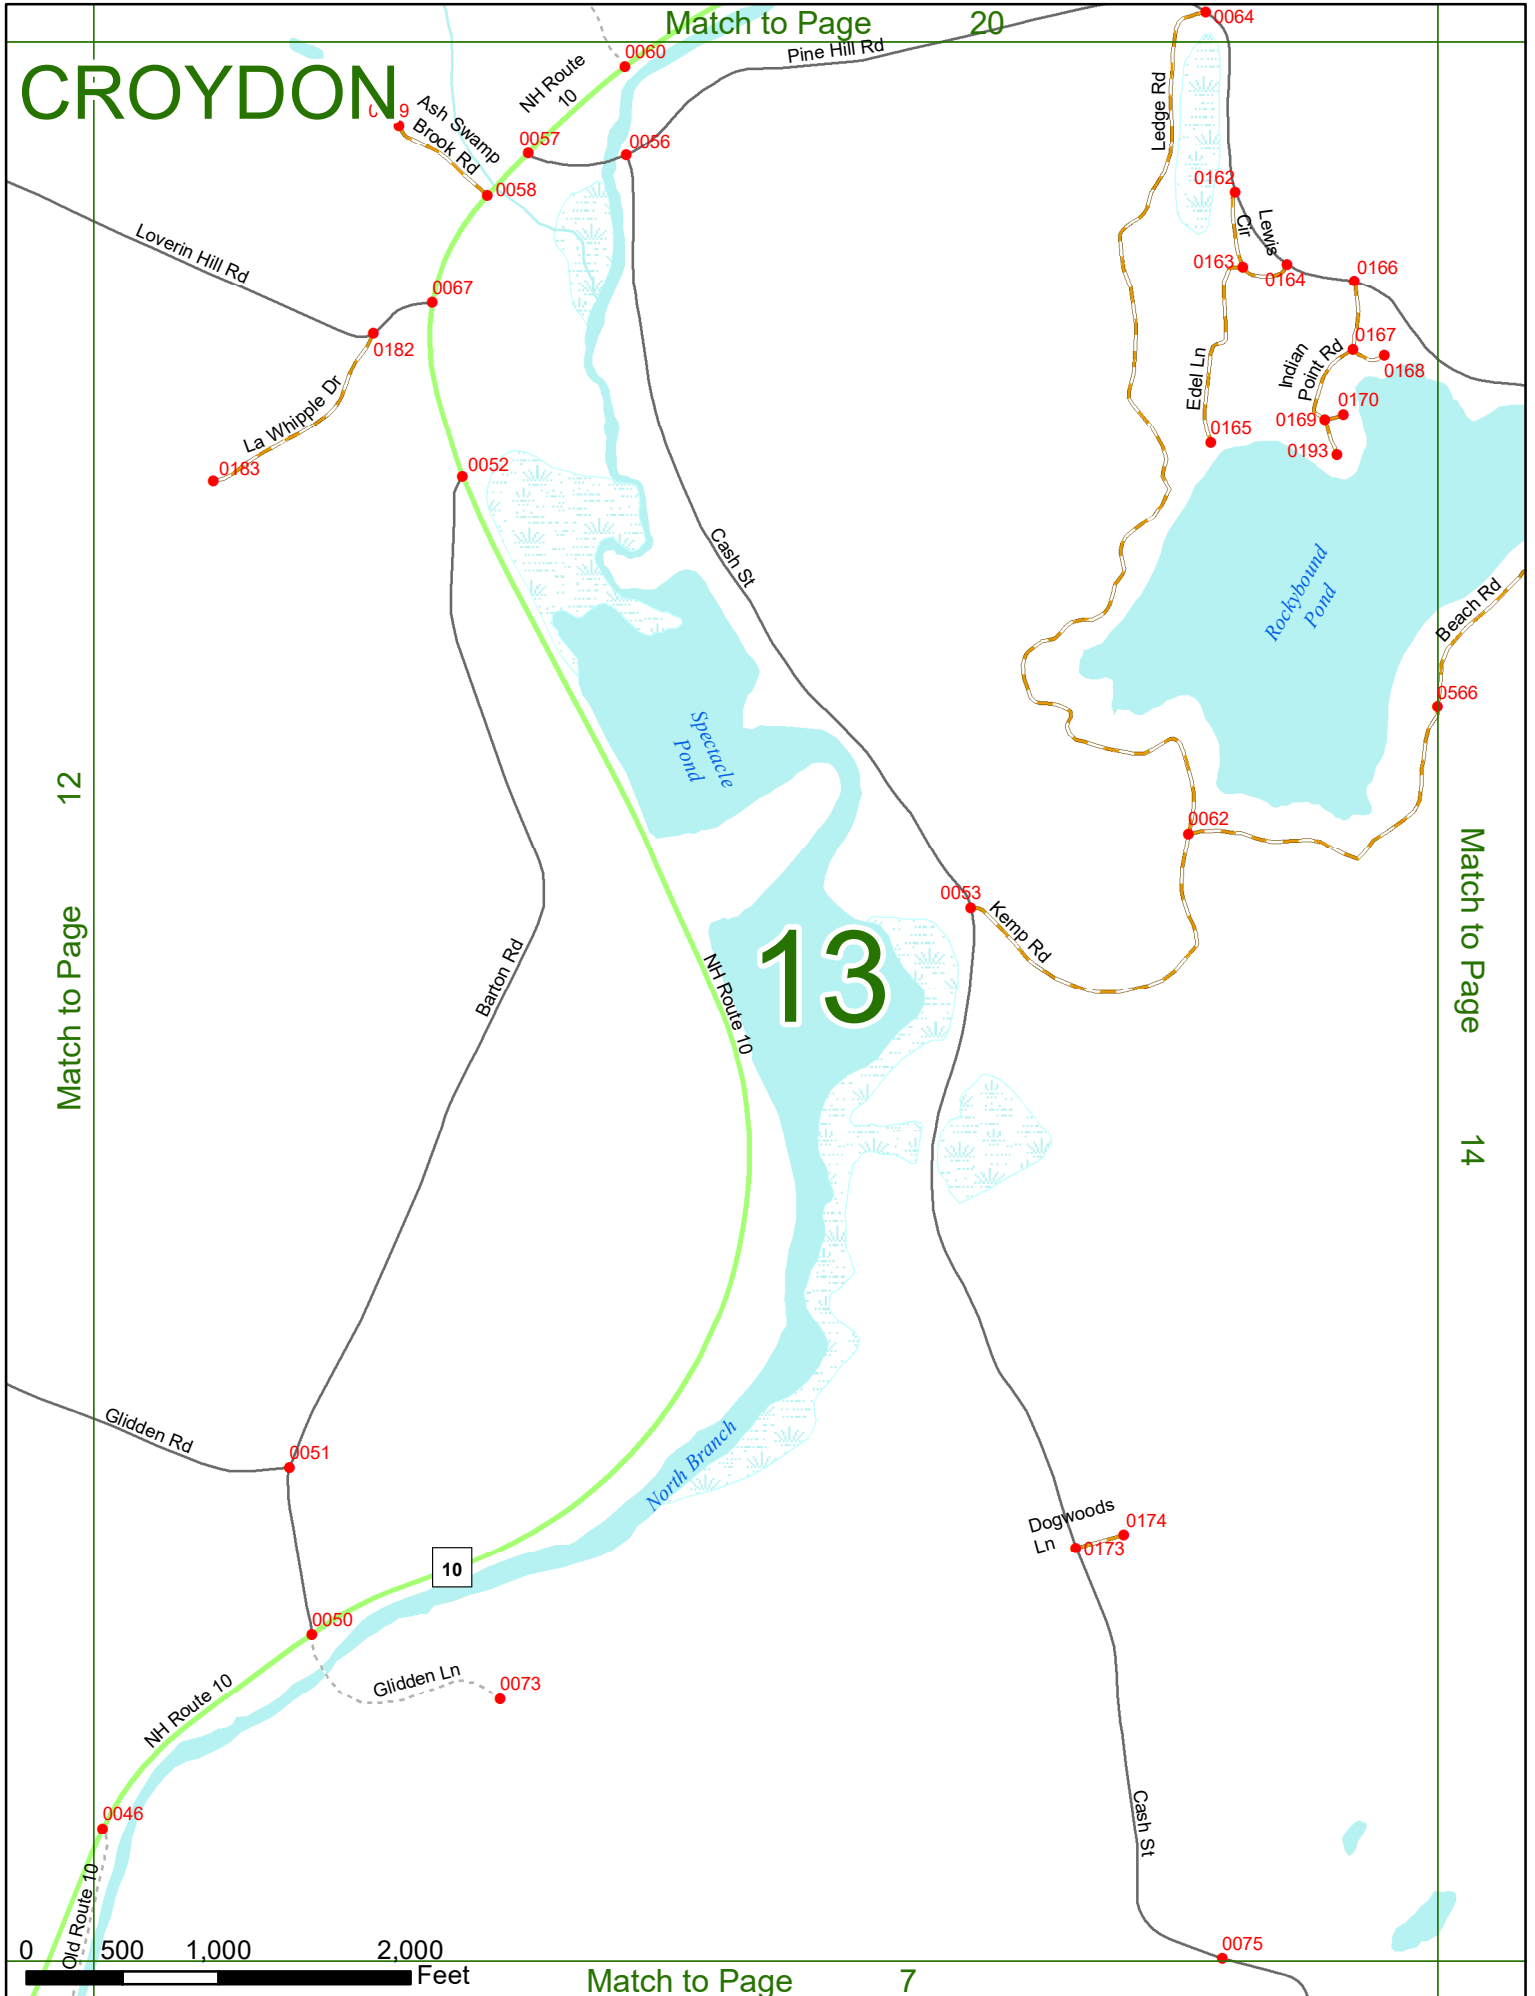 Match to Page 20
CROYDON
0064
0060
Pine Hill Rd
NH Route
10
Ash Swamp
Brook Rd
0057
0056
0058
Ledge Rd
0162
Lewis
Cir
Loverin Hill Rd
0163
0164
0166
0067
0182
0167
0168
Indian
Point Rd
Edel Ln
La Whipple Dr
0170
0169
0165
0193
0183
0052
Cash St
Rockybound
Pond
Beach Rd
0566
Spectacle
Pond
Match to Page 12
0062
Match to Page 14
0053
Kemp Rd
13
Barton Rd
NH Route 10
Glidden Rd
0051
North Branch
Dogwoods
Ln
0174
0173
10
0050
Glidden Ln
0073
NH Route 10
0046
Cash St
Old Route 10
0075
0 500 1,000 2,000
Feet
Match to Page 7